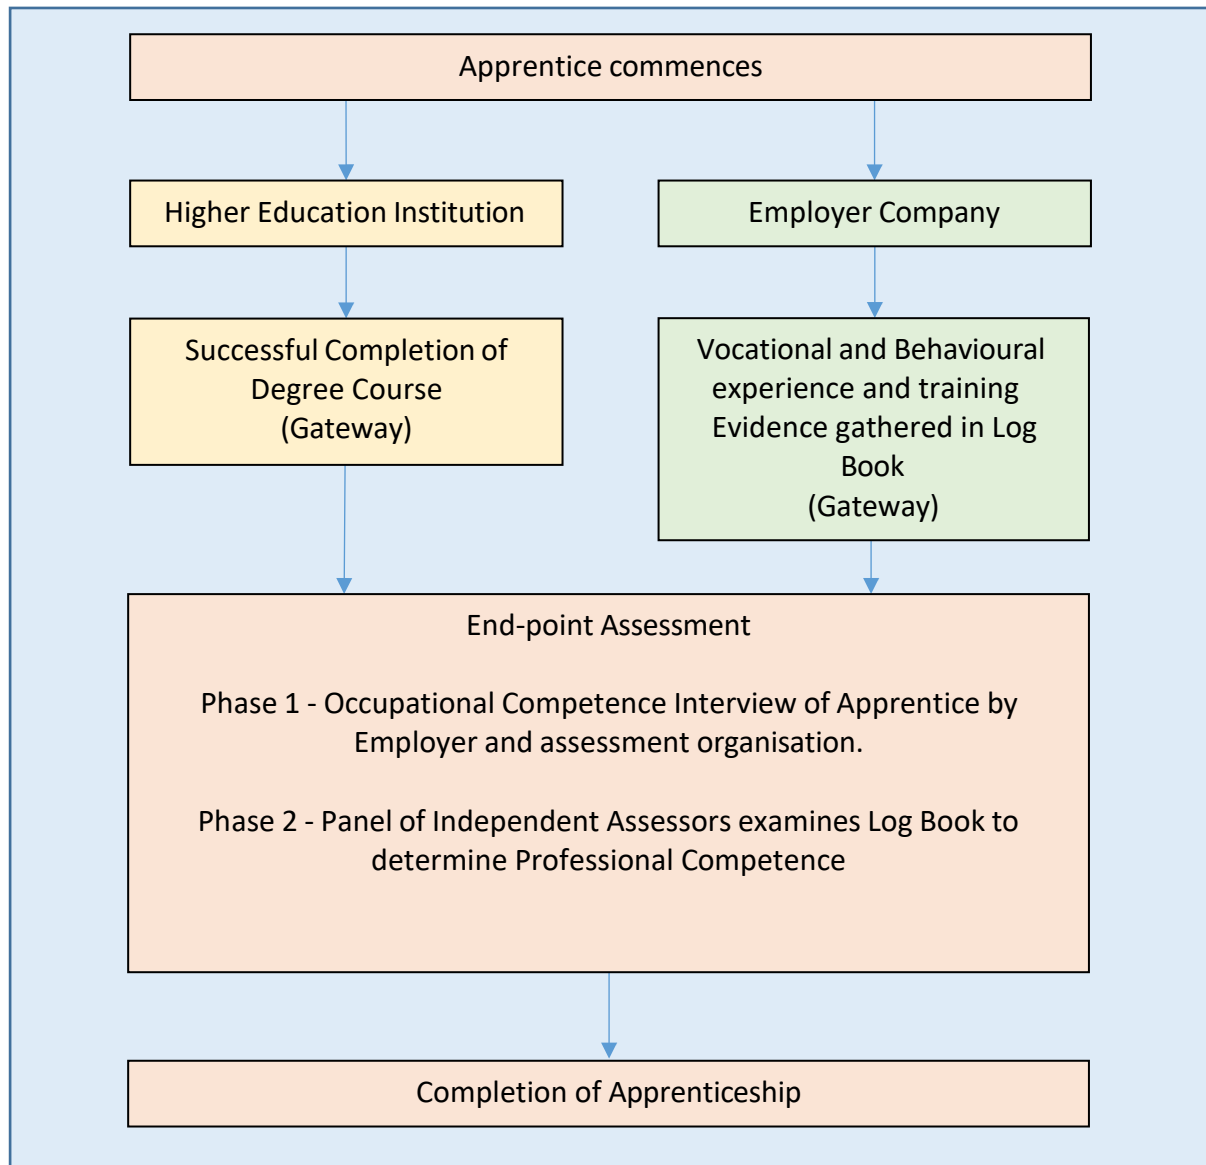 Apprentice commences
Higher Education Institution
Employer Company
Successful Completion of
Degree Course
(Gateway)
Vocational and Behavioural
experience and training
Evidence gathered in Log
Book
(Gateway)
End-point Assessment
Phase 1 - Occupational Competence Interview of Apprentice by
Employer and assessment organisation.
Phase 2 - Panel of Independent Assessors examines Log Book to
determine Professional Competence
Completion of Apprenticeship